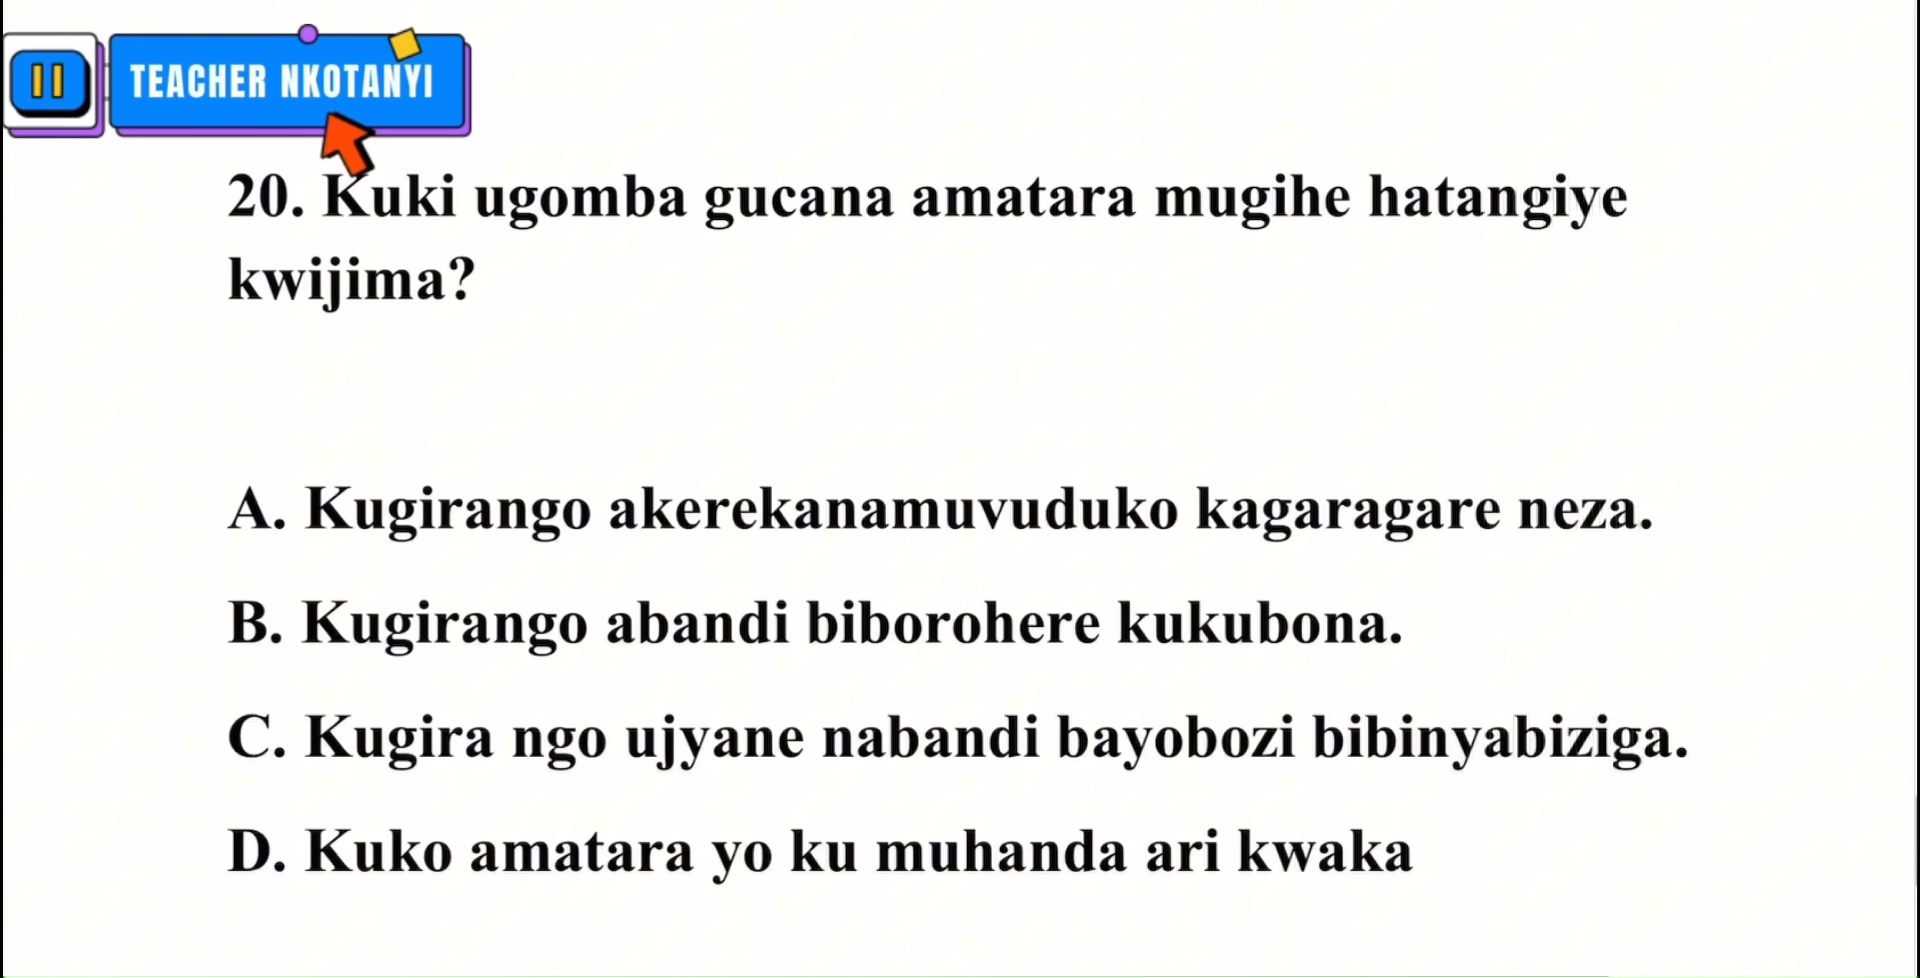 TEACHER NKOTANYI
20. Kuki ugomba gucana amatara mugihe hatangiye
kwijima?
A. Kugirango akerekanamuvuduko kagaragare neza.
B. Kugirango abandi biborohere kukubona.
C. Kugira ngo ujyane nabandi bayobozi bibinyabiziga.
D. Kuko amatara yo ku muhanda ari kwaka